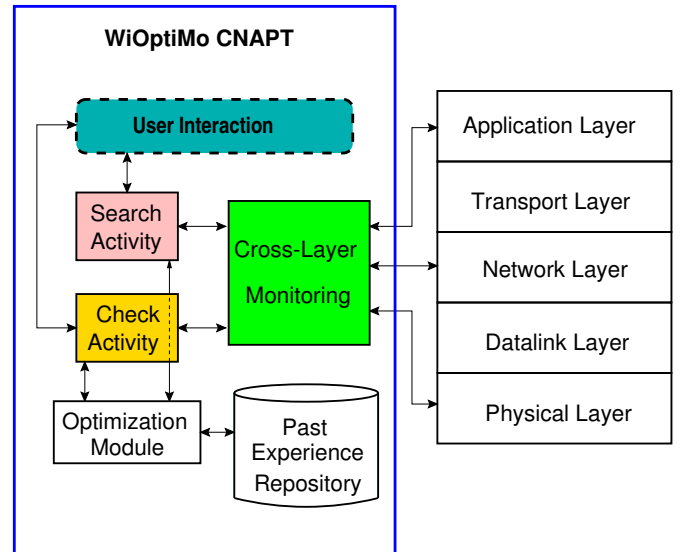 WiOptiMo CNAPT
User Interaction
Search
Activity
Cross-Layer
Monitoring
Check
Activity
Optimization
Module
Past
Experience
Repository
Application Layer
Transport Layer
Network Layer
Datalink Layer
Physical Layer